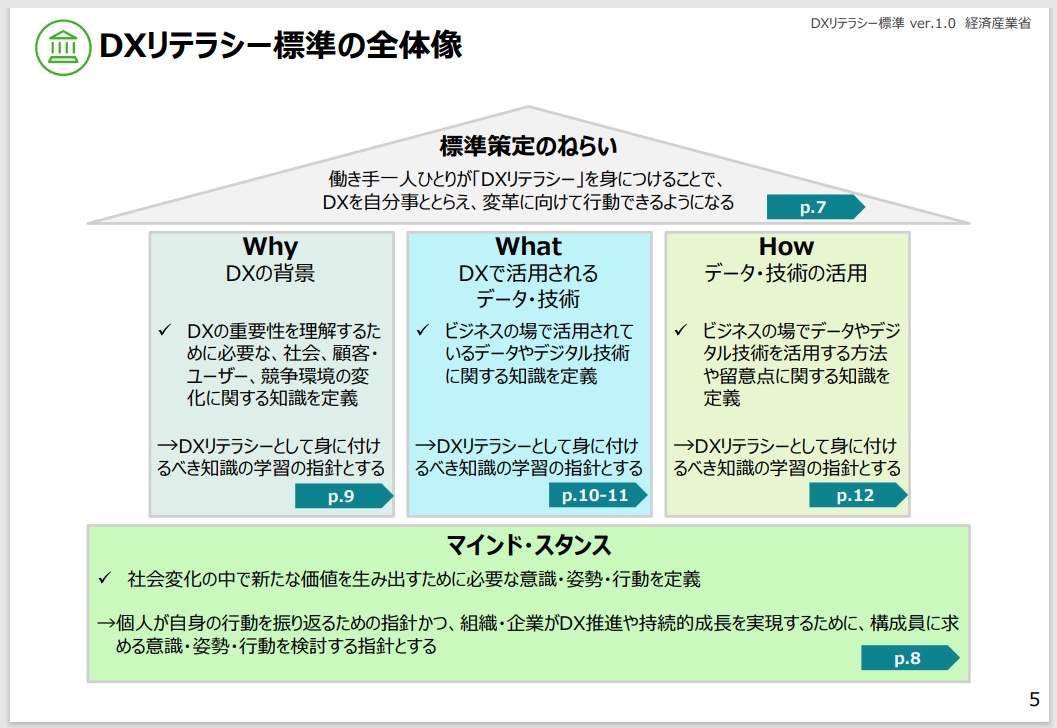 DXリテラシー標準 ver.1.0 経済産業省
DXリテラシー標準の全体像
標準策定のねらい
働き手一人ひとりが「DXリテラシー」を身につけることで、
DXを自分事ととらえ、変革に向けて行動できるようになる
p.7
Why
DXの背景
✓ DXの重要性を理解するた
めに必要な、社会、顧客・
ユーザー、競争環境の変
化に関する知識を定義
→DXリテラシーとして身に付け
るべき知識の学習の指針とする
p.9
What
DXで活用される
データ・技術
✓ ビジネスの場で活用されて
いるデータやデジタル技術
に関する知識を定義
→DXリテラシーとして身に付け
るべき知識の学習の指針とする
p.10-11
How
データ・技術の活用
✓ ビジネスの場でデータやデジ
タル技術を活用する方法
や留意点に関する知識を
定義
→DXリテラシーとして身に付け
るべき知識の学習の指針とする
p.12
マインド・スタンス
✓ 社会変化の中で新たな価値を生み出すために必要な意識・姿勢・行動を定義
→個人が自身の行動を振り返るための指針かつ、組織・企業がDX推進や持続的成長を実現するために、構成員に求
める意識・姿勢・行動を検討する指針とする
p.8
5